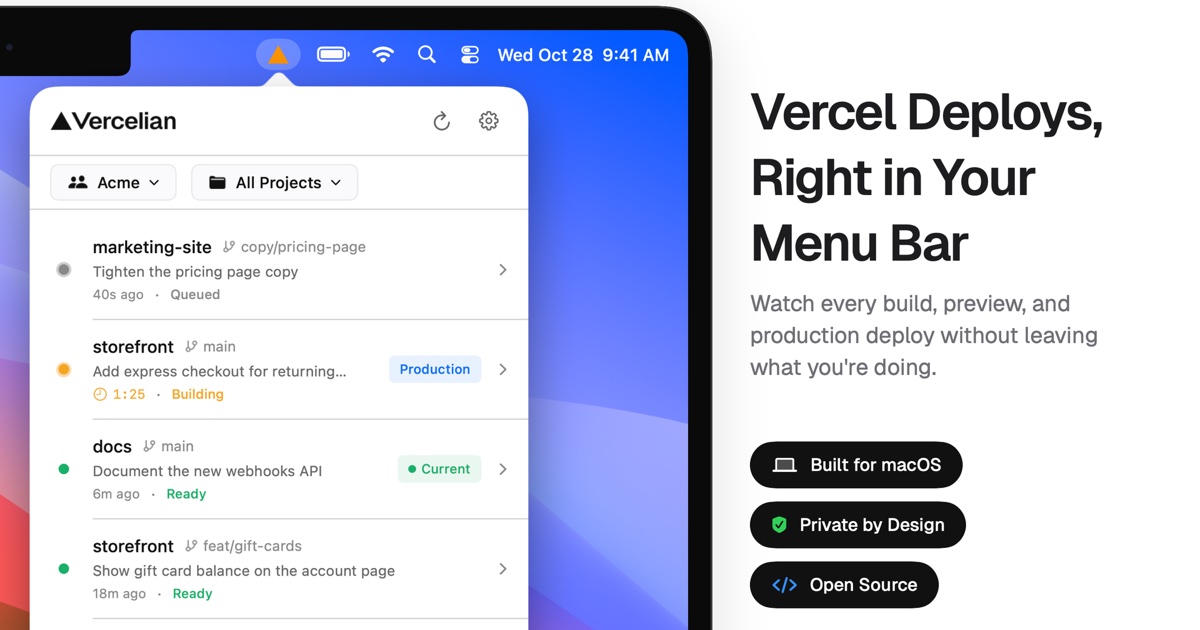 Wed Oct 28 9:41 AM
Vercelian
Acme
All Projects
marketing-site copy/pricing-page
Tighten the pricing page copy
40s ago · Queued
storefront main
Add express checkout for returning...
Production
1:25 · Building
docs main
Document the new webhooks API
Current
6m ago · Ready
storefront feat/gift-cards
Show gift card balance on the account page
18m ago · Ready
Vercel Deploys,
Right in Your
Menu Bar
Watch every build, preview, and
production deploy without leaving
what you're doing.
Built for macOS
Private by Design
Open Source